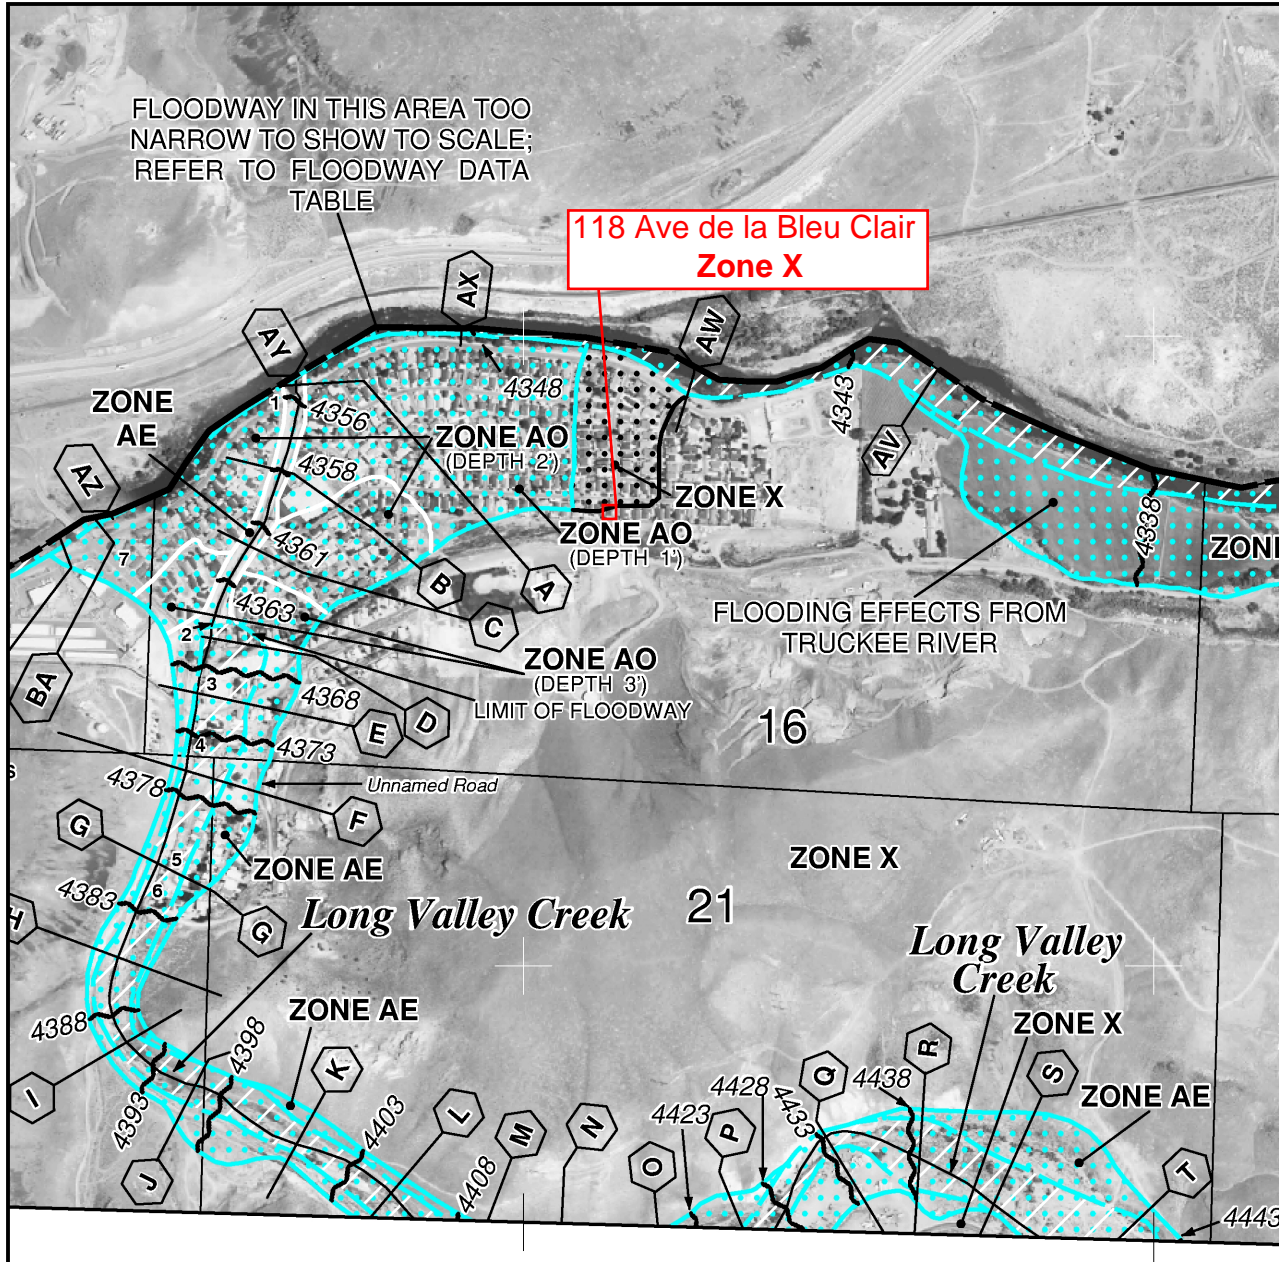 FLOODWAY IN THIS AREA TOO
NARROW TO SHOW TO SCALE;
REFER TO FLOODWAY DATA
TABLE
118 Ave de la Bleu Clair
Zone X
AX
AY
AW
4348
4343
ZONE
AE
1
4356
ZONE AO
(DEPTH 2')
AV
4358
AZ
ZONE X
4338
ZONE AO
(DEPTH 1')
4361
7
B
A
4363
C
FLOODING EFFECTS FROM
TRUCKEE RIVER
2
ZONE AO
(DEPTH 3')
LIMIT OF FLOODWAY
BA
3
4368
D
E
16
4
4373
4378
Unnamed Road
F
G
5
ZONE AE
ZONE X
6
4383
Long Valley Creek
21
H
G
Long Valley
Creek
ZONE AE
ZONE X
4388
4398
K
R
S
I
4393
4403
L
4423
4428
4433
Q
4438
ZONE AE
M
N
P
O
J
4408
T
4443